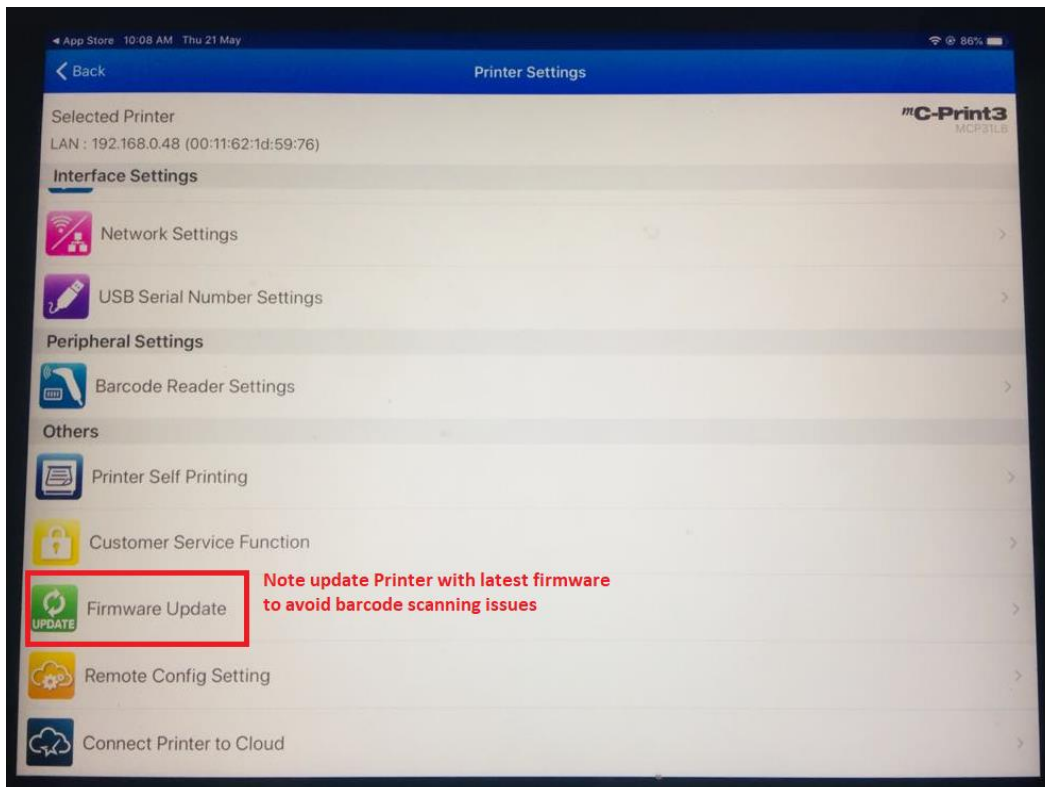 ◄ App Store 10:08 AM Thu 21 May 86%
Back
Printer Settings
Selected Printer
mC-Print3
MCP31LB
LAN : 192.168.0.48 (00:11:62:1d:59:76)
Interface Settings
Network Settings
USB Serial Number Settings
Peripheral Settings
Barcode Reader Settings
Others
Printer Self Printing
Customer Service Function
Note update Printer with latest firmware
to avoid barcode scanning issues
UPDATE
Firmware Update
Remote Config Setting
Connect Printer to Cloud